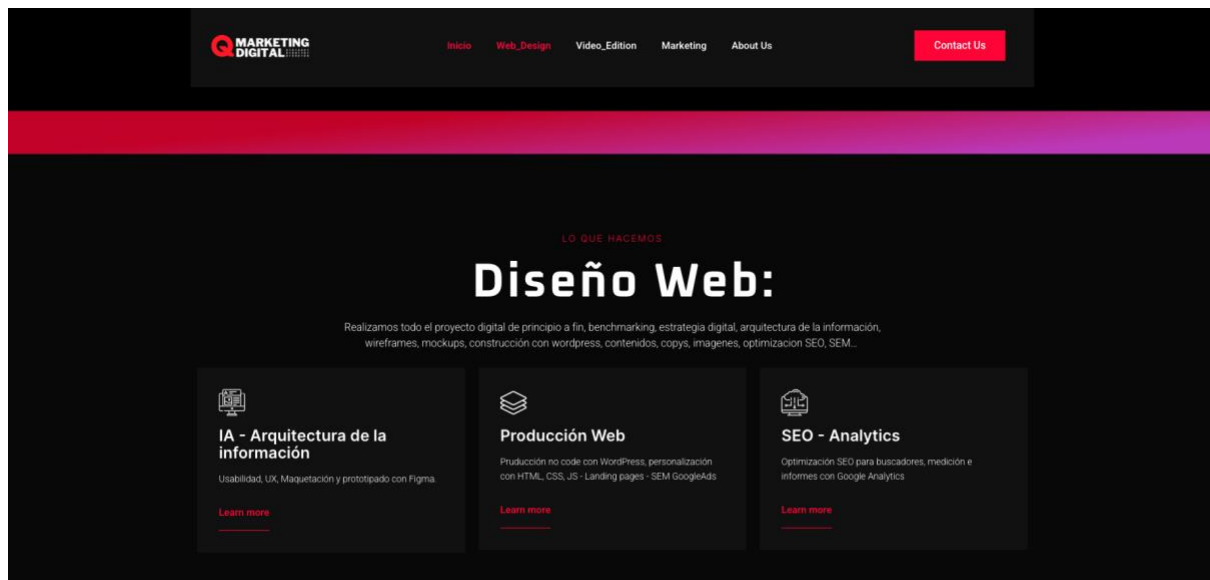 MARKETING
DIGITAL
Inicio
Web_Design
Video_Edition
Marketing
About Us
Contact Us
LO QUE HACEMOS
Diseño Web:
Realizamos todo el proyecto digital de principio a fin, benchmarking, estrategia digital, arquitectura de la información,
wireframes, mockups, construcción con wordpress, contenidos, copys, imagenes, optimizacion SEO, SEM...
IA - Arquitectura de la
información
Usabilidad, UX, Maquetación y prototipado con Figma.
Learn more
Producción Web
Pruducción no code con WordPress, personalización
con HTML, CSS, JS - Landing pages - SEM GoogleAds
Learn more
SEO - Analytics
Optimización SEO para buscadores, medición e
informes con Google Analytics
Learn more